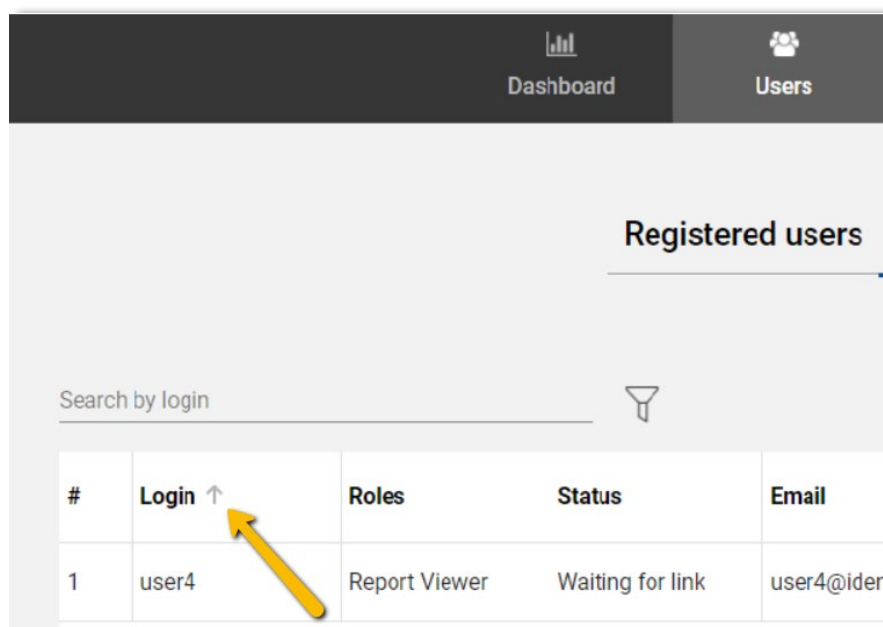 Dashboard Users
Registered users
Search by login
# Login Roles Status Email
1 user4 Report Viewer Waiting for link